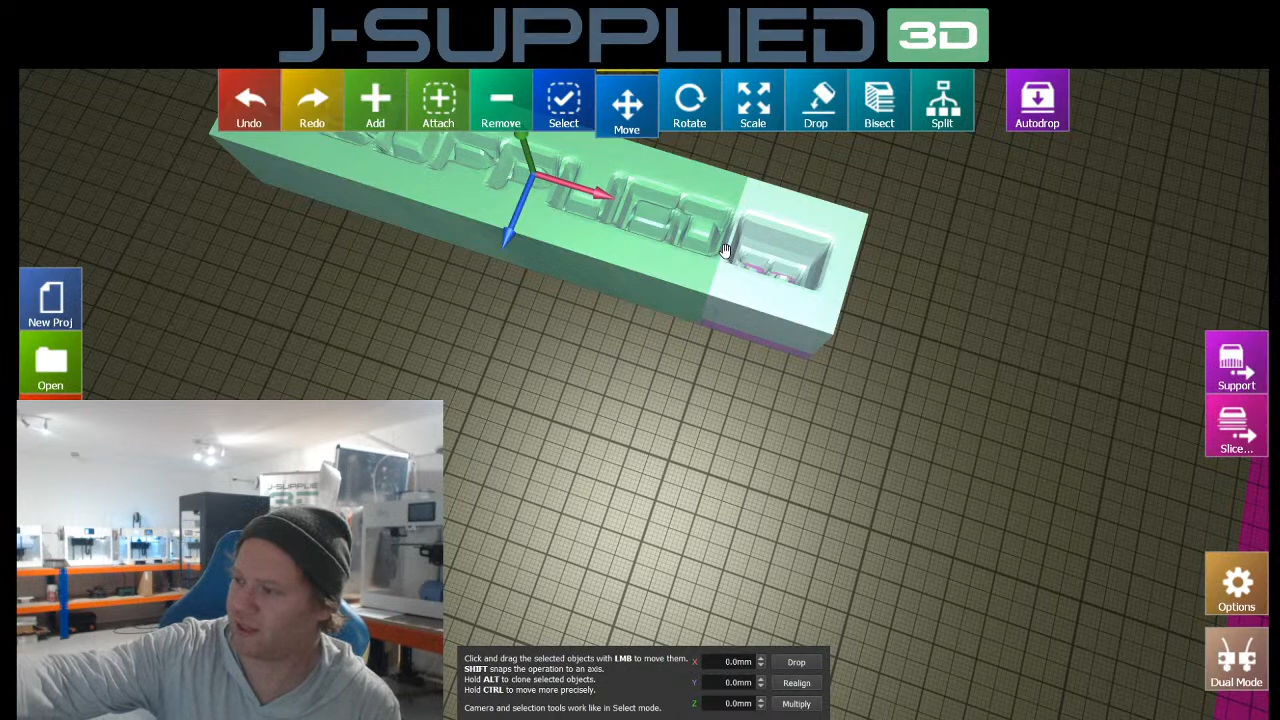 J-SUPPLIED 3D
Undo
Redo
Add
Attach
Remove
Select
Move
Rotate
Scale
Drop
Bisect
Split
Autodrop
New Proj
Open
Support
Slice...
Options
Dual Mode
J-SUPPLIED
3D
Click and drag the selected objects with LMB to move them.
SHIFT snaps the operation to an axis.
Hold ALT to clone selected objects.
Hold CTRL to move more precisely.
Camera and selection tools work like in Select mode.
X 0.0mm Drop
Y 0.0mm Realign
Z 0.0mm Multiply